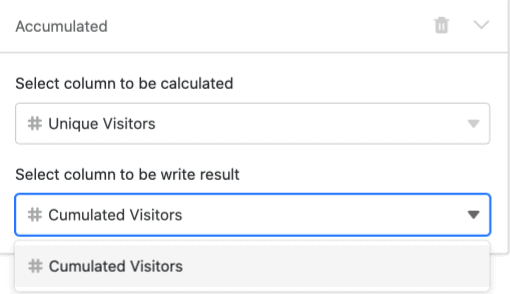 Accumulated
Select column to be calculated
# Unique Visitors
Select column to be write result
# Cumulated Visitors
# Cumulated Visitors